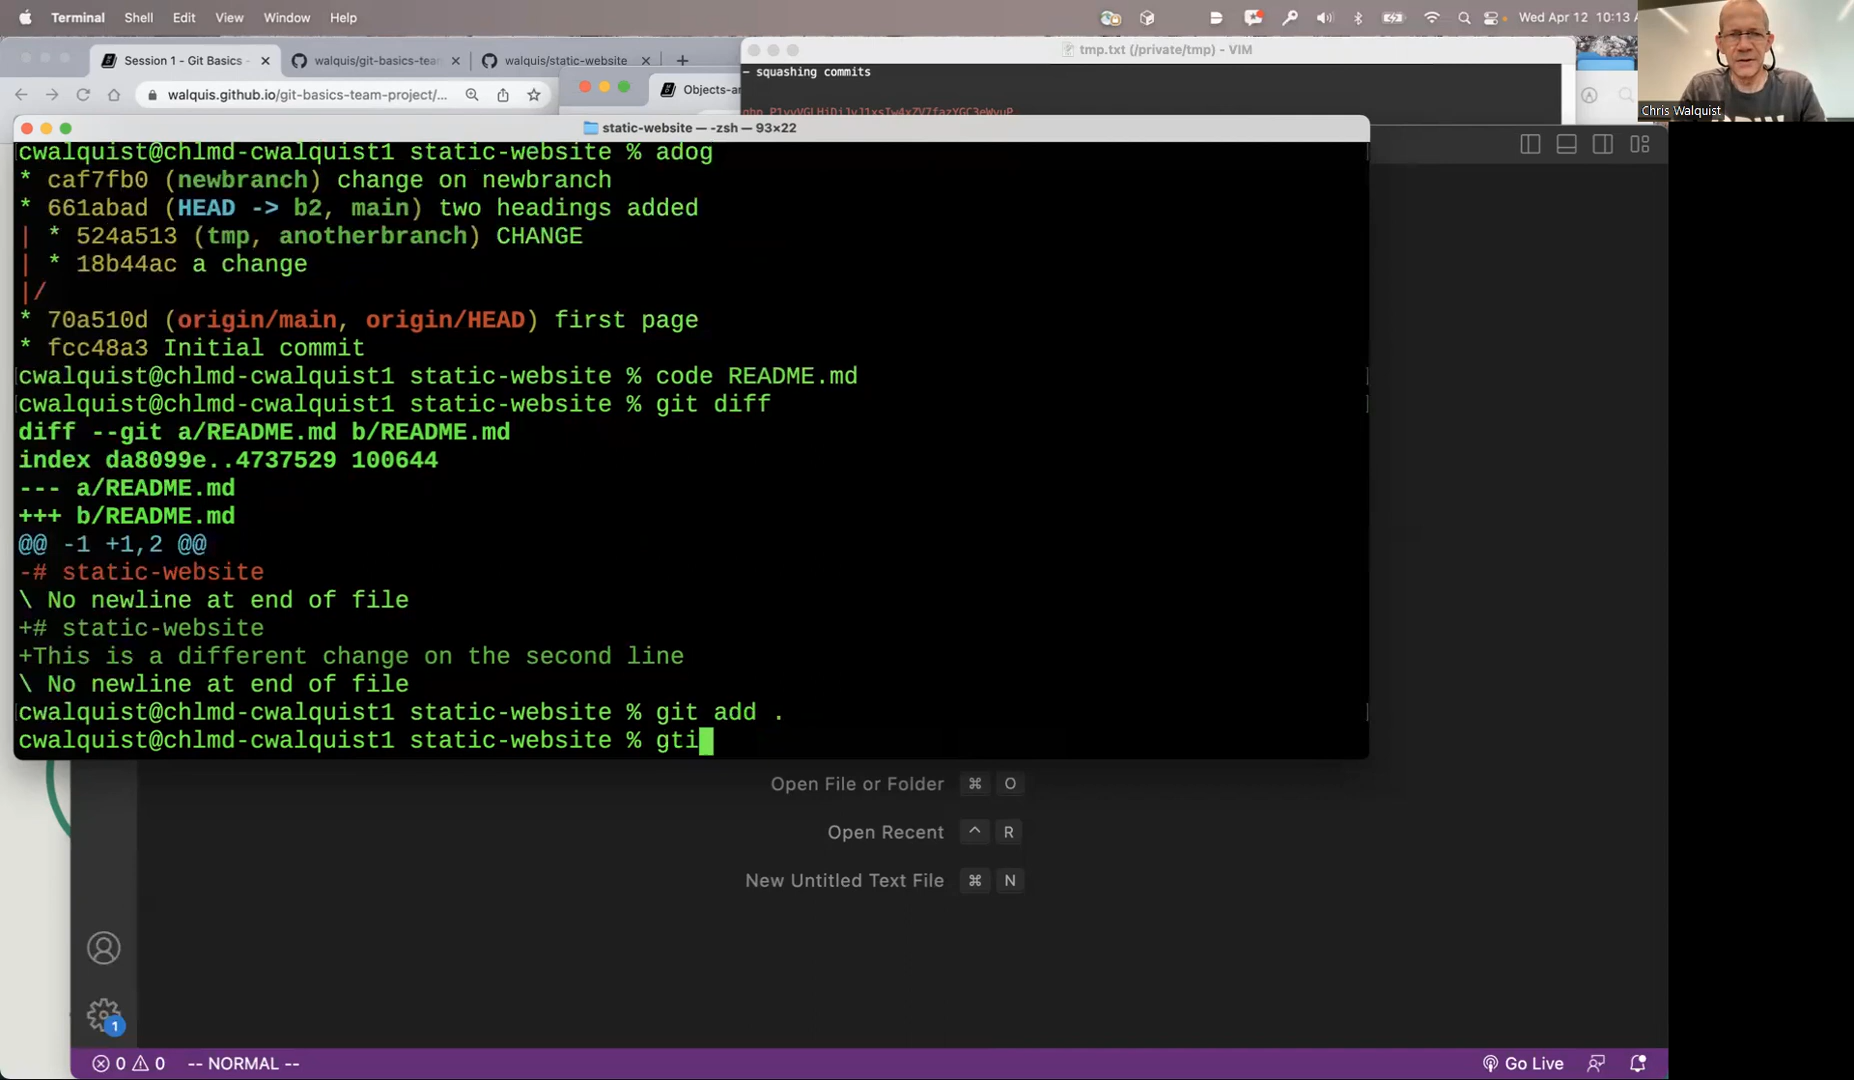 Terminal Shell Edit View Window Help Wed Apr 12 10:13
Session 1 - Git Basics - walquis/git-basics-team walquis/static-website
tmp.txt (/private/tmp) - VIM
walquis.github.io/git-basics-team-project/... Objects-a
- squashing commits
Chris Walquist
static-website — -zsh — 93×22
cwalquist@chlmd-cwalquist1 static-website % adog
* caf7fb0 (newbranch) change on newbranch
* 661abad (HEAD -> b2, main) two headings added
| * 524a513 (tmp, anotherbranch) CHANGE
| * 18b44ac a change
|/
* 70a510d (origin/main, origin/HEAD) first page
* fcc48a3 Initial commit
cwalquist@chlmd-cwalquist1 static-website % code README.md
cwalquist@chlmd-cwalquist1 static-website % git diff
diff --git a/README.md b/README.md
index da8099e..4737529 100644
--- a/README.md
+++ b/README.md
@@ -1 +1,2 @@
-# static-website
\ No newline at end of file
+# static-website
+This is a different change on the second line
\ No newline at end of file
cwalquist@chlmd-cwalquist1 static-website % git add .
cwalquist@chlmd-cwalquist1 static-website % gti
Open File or Folder ⌘ O
Open Recent ^ R
New Untitled Text File ⌘ N
1
0 0 -- NORMAL -- Go Live